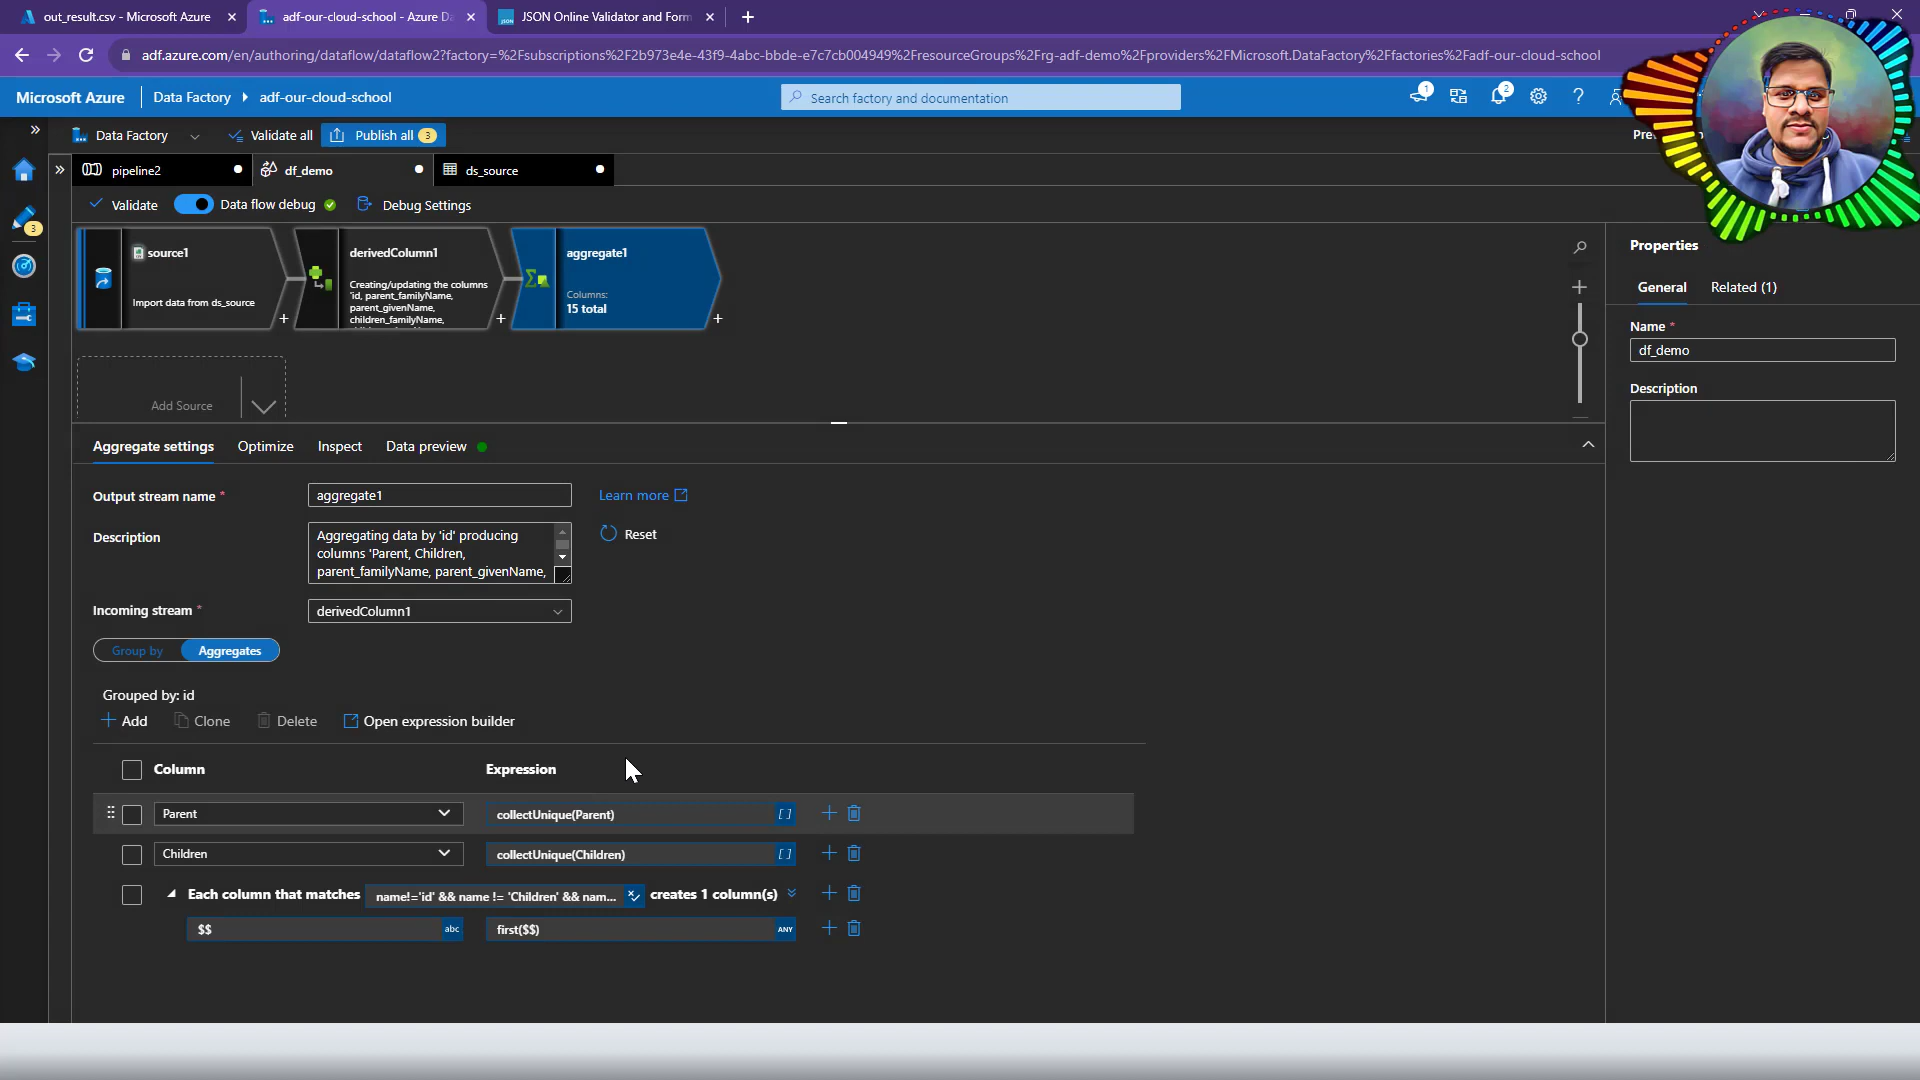 out_result.csv - Microsoft Azure
adf-our-cloud-school - Azure Da
JSON Online Validator and Form
adf.azure.com/en/authoring/dataflow/dataflow2?factory=%2Fsubscriptions%2F2b973e4e-43f9-4abc-bbde-e7c7cb004949%2FresourceGroups%2Frg-adf-demo%2Fproviders%2FMicrosoft.DataFactory%2Ffactories%2Fadf-our-cloud-school
Microsoft Azure
Data Factory
adf-our-cloud-school
Search factory and documentation
1
2
Data Factory
Validate all
Publish all
3
pipeline2
df_demo
ds_source
3
Validate
Data flow debug
Debug Settings
source1
Import data from ds_source
derivedColumn1
Creating/updating the columns
'id, parent_familyName,
parent_givenName,
children_familyName,
aggregate1
Columns:
15 total
Add Source
Properties
General
Related (1)
Name *
df_demo
Description
Aggregate settings
Optimize
Inspect
Data preview
Output stream name *
aggregate1
Learn more
Description
Aggregating data by 'id' producing
columns 'Parent, Children,
parent_familyName, parent_givenName,
Reset
Incoming stream *
derivedColumn1
Group by
Aggregates
Grouped by: id
Add
Clone
Delete
Open expression builder
Column
Expression
Parent
collectUnique(Parent)
[ ]
Children
collectUnique(Children)
[ ]
Each column that matches
name!='id' && name != 'Children' && nam...
creates 1 column(s)
$$
abc
first($$)
ANY